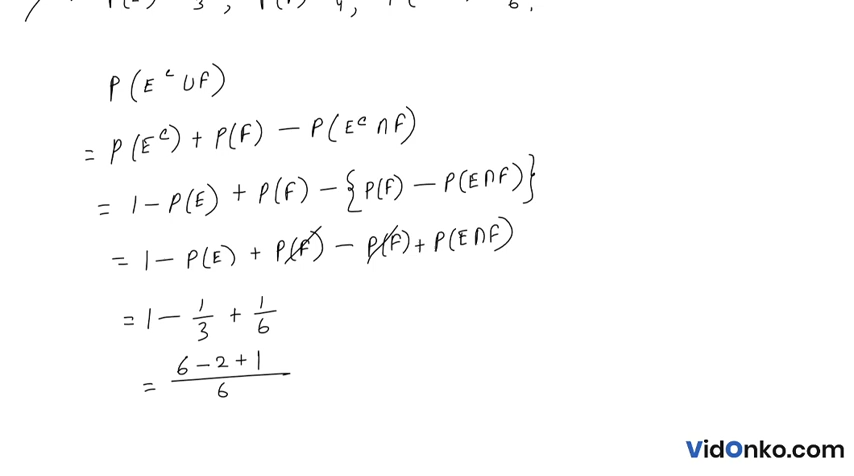 P(E^c ∪ F)
= P(E^c) + P(F) − P(E^c ∩ F)
= 1 − P(E) + P(F) − {P(F) − P(E∩F)}
= 1 − P(E) + P(F) − P(F) + P(E∩F)
= 1 − 1/3 + 1/6
= (6 − 2 + 1)/6
VidOnko.com